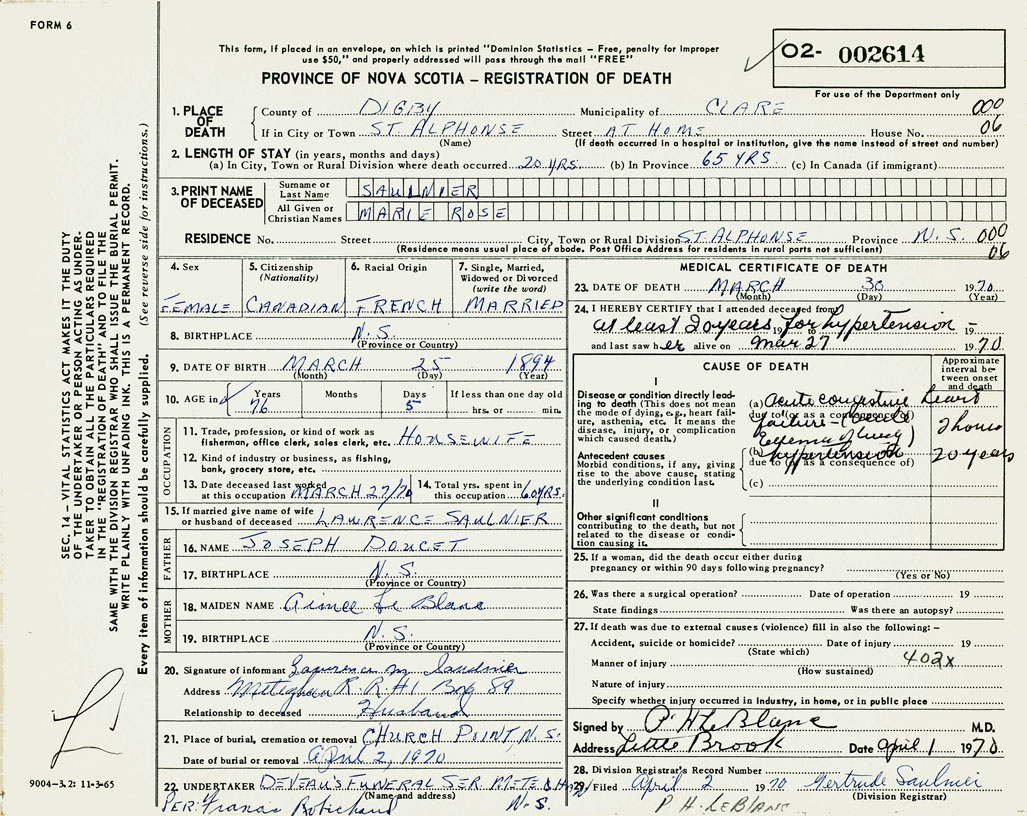 FORM 6
This form, if placed in an envelope, on which is printed "Dominion Statistics – Free, penalty for improper
use $50," and properly addressed will pass through the mail "FREE"
PROVINCE OF NOVA SCOTIA – REGISTRATION OF DEATH
O2- 002614
For use of the Department only
1. PLACE OF DEATH
County of DIGBY Municipality of CLARE 000
If in City or Town ST ALPHONSE Street AT HOME House No. 06
(Name) (If death occurred in a hospital or institution, give the name instead of street and number)
2. LENGTH OF STAY (in years, months and days)
(a) In City, Town or Rural Division where death occurred 20 YRS. (b) In Province 65 YRS. (c) In Canada (if immigrant)
3. PRINT NAME OF DECEASED
Surname or Last Name SAULNIER
All Given or Christian Names MARIE ROSE
RESIDENCE No. Street City, Town or Rural Division ST ALPHONSE Province N. S. 000
(Residence means usual place of abode. Post Office Address for residents in rural parts not sufficient) 06
4. Sex FEMALE
5. Citizenship (Nationality) CANADIAN
6. Racial Origin FRENCH
7. Single, Married, Widowed or Divorced (write the word) MARRIED
8. BIRTHPLACE N. S.
(Province or Country)
9. DATE OF BIRTH MARCH 25 1894
(Month) (Day) (Year)
10. AGE in Years 76 Months Days 5 If less than one day old
hrs. or min.
OCCUPATION
11. Trade, profession, or kind of work as
fisherman, office clerk, sales clerk, etc. HOUSEWIFE
12. Kind of industry or business, as fishing,
bank, grocery store, etc.
13. Date deceased last worked
at this occupation MARCH 27/70
14. Total yrs. spent in
this occupation 60 YRS.
15. If married give name of wife
or husband of deceased LAWRENCE SAULNIER
FATHER
16. NAME JOSEPH DOUCET
17. BIRTHPLACE N. S.
(Province or Country)
MOTHER
18. MAIDEN NAME Aimee Le Blanc
19. BIRTHPLACE N. S.
(Province or Country)
20. Signature of informant Lawrence M Saulnier
Address Meteghan R. R #1 Box 89
Relationship to deceased Husband
21. Place of burial, cremation or removal CHURCH POINT, N. S.
Date of burial or removal April 2, 1970
22. UNDERTAKER DEVEAU'S FUNERAL SER. METEGHAN
(Name and address) N. S.
PER: Francis Robichaud
MEDICAL CERTIFICATE OF DEATH
23. DATE OF DEATH MARCH 30 1970
(Month) (Day) (Year)
24. I HEREBY CERTIFY that I attended deceased from
at least 20 years 19 for hypertension – 19
and last saw her alive on Mar 27 1970.
CAUSE OF DEATH
Approximate interval between onset and death
I
Disease or condition directly leading to death (This does not mean the mode of dying, e.g., heart failure, asthenia, etc. It means the disease, injury, or complication which caused death.)
(a) Acute congestive heart
due to (or as a consequence of)
failure – (acute
edema of lung) 2 hours
Antecedent causes
Morbid conditions, if any, giving rise to the above cause, stating the underlying condition last.
(b) hypertension 20 years
due to (or as a consequence of)
(c)
II
Other significant conditions
contributing to the death, but not related to the disease or condition causing it.
25. If a woman, did the death occur either during
pregnancy or within 90 days following pregnancy?
(Yes or No)
26. Was there a surgical operation? Date of operation 19
State findings Was there an autopsy?
27. If death was due to external causes (violence) fill in also the following: –
Accident, suicide or homicide? Date of injury 19
(State which)
Manner of injury 402X
(How sustained)
Nature of injury
Specify whether injury occurred in Industry, in home, or in public place
Signed by P H LeBlanc M.D.
Address Little Brook Date April 1 1970.
28. Division Registrar's Record Number
29. Filed April 2 1970 Gertrude Saulnier
(Division Registrar)
P H. LEBLANC
SEC. 14 – VITAL STATISTICS ACT MAKES IT THE DUTY
OF THE UNDERTAKER OR PERSON ACTING AS UNDER-
TAKER TO OBTAIN ALL THE PARTICULARS REQUIRED
IN THE "REGISTRATION OF DEATH" AND TO FILE THE
SAME WITH THE DIVISION REGISTRAR WHO SHALL ISSUE THE BURIAL PERMIT.
WRITE PLAINLY WITH UNFADING INK. THIS IS A PERMANENT RECORD.
Every item of information should be carefully supplied. (See reverse side for instructions.)
9004–3.2: 11-3-65